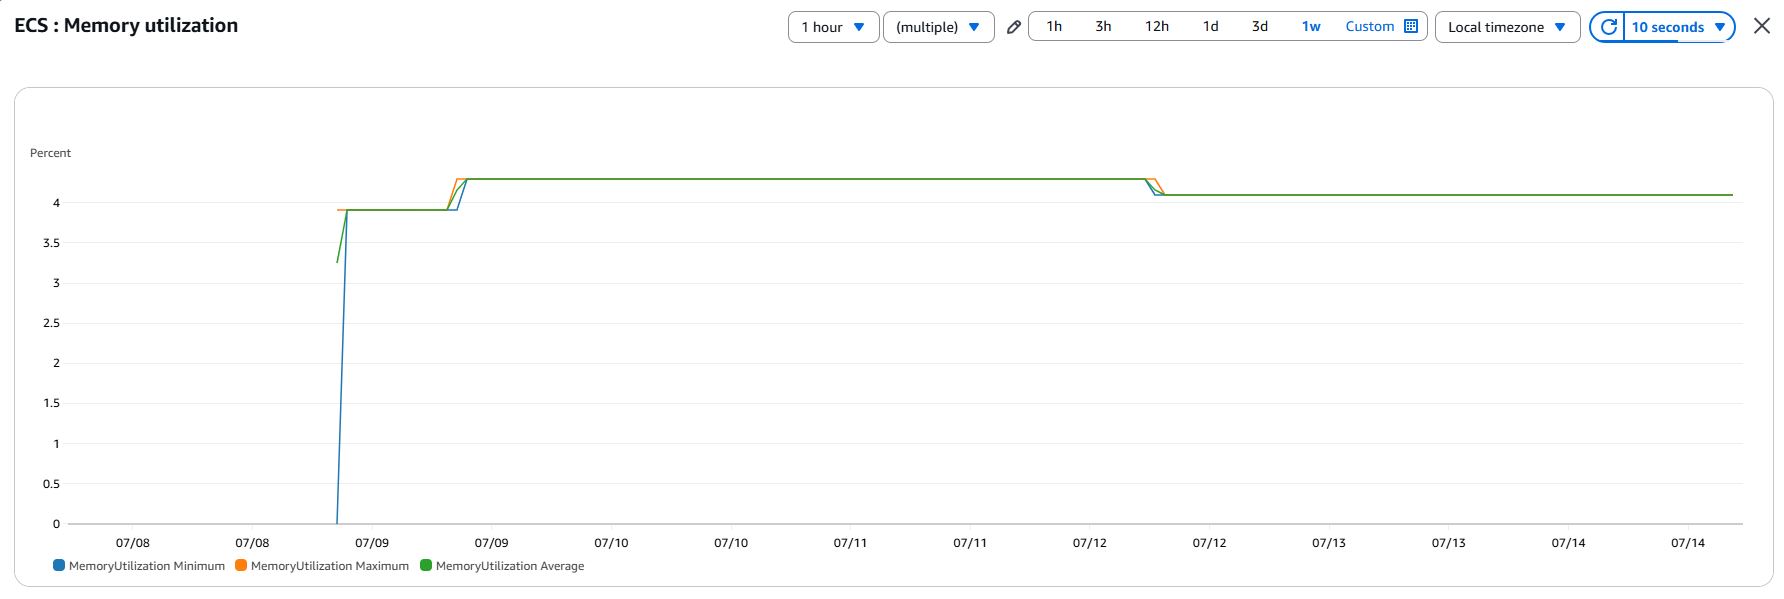 ECS : Memory utilization
1 hour
(multiple)
1h 3h 12h 1d 3d 1w Custom
Local timezone
10 seconds
Percent
4
3.5
3
2.5
2
1.5
1
0.5
0
07/08 07/08 07/09 07/09 07/10 07/10 07/11 07/11 07/12 07/12 07/13 07/13 07/14 07/14
MemoryUtilization Minimum MemoryUtilization Maximum MemoryUtilization Average